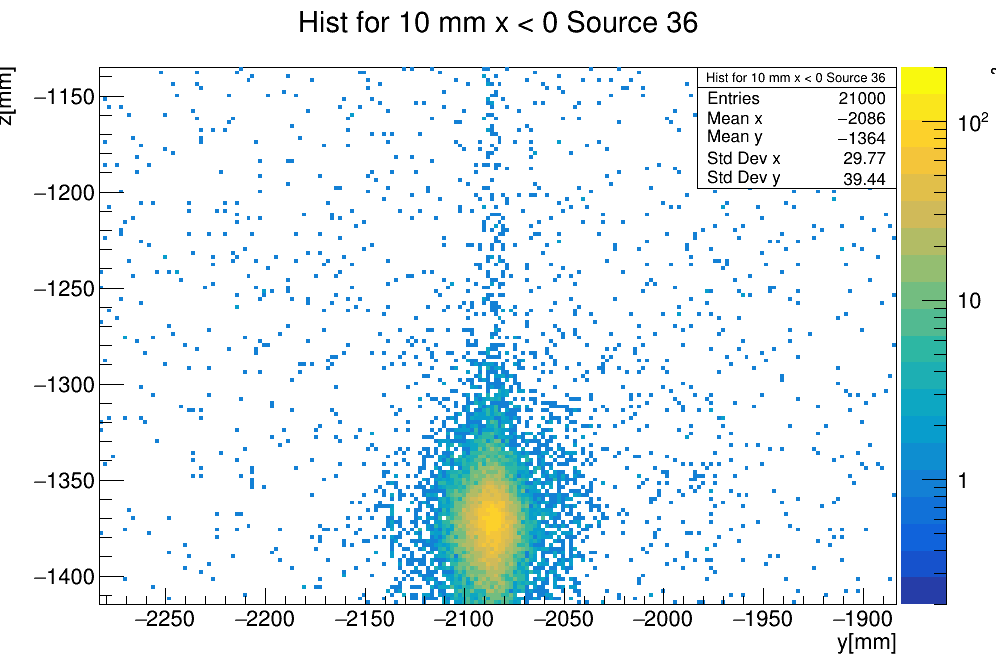 Hist for 10 mm x < 0 Source 36
z[mm]
Hist for 10 mm x < 0 Source 36
Entries 21000
Mean x −2086
Mean y −1364
Std Dev x 29.77
Std Dev y 39.44
−1150
−1200
−1250
−1300
−1350
−1400
−2250 −2200 −2150 −2100 −2050 −2000 −1950 −1900
y[mm]
10²
10
1